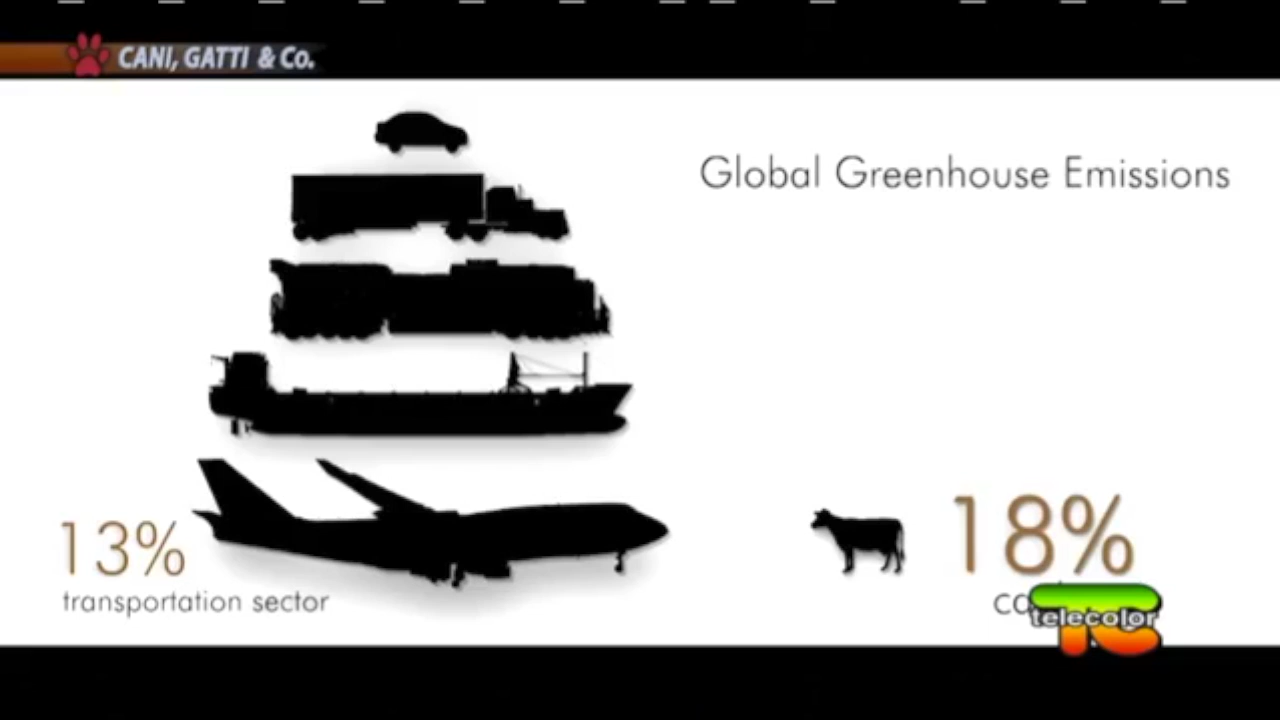 CANI, GATTI & Co.
Global Greenhouse Emissions
13%
transportation sector
18%
telecolor